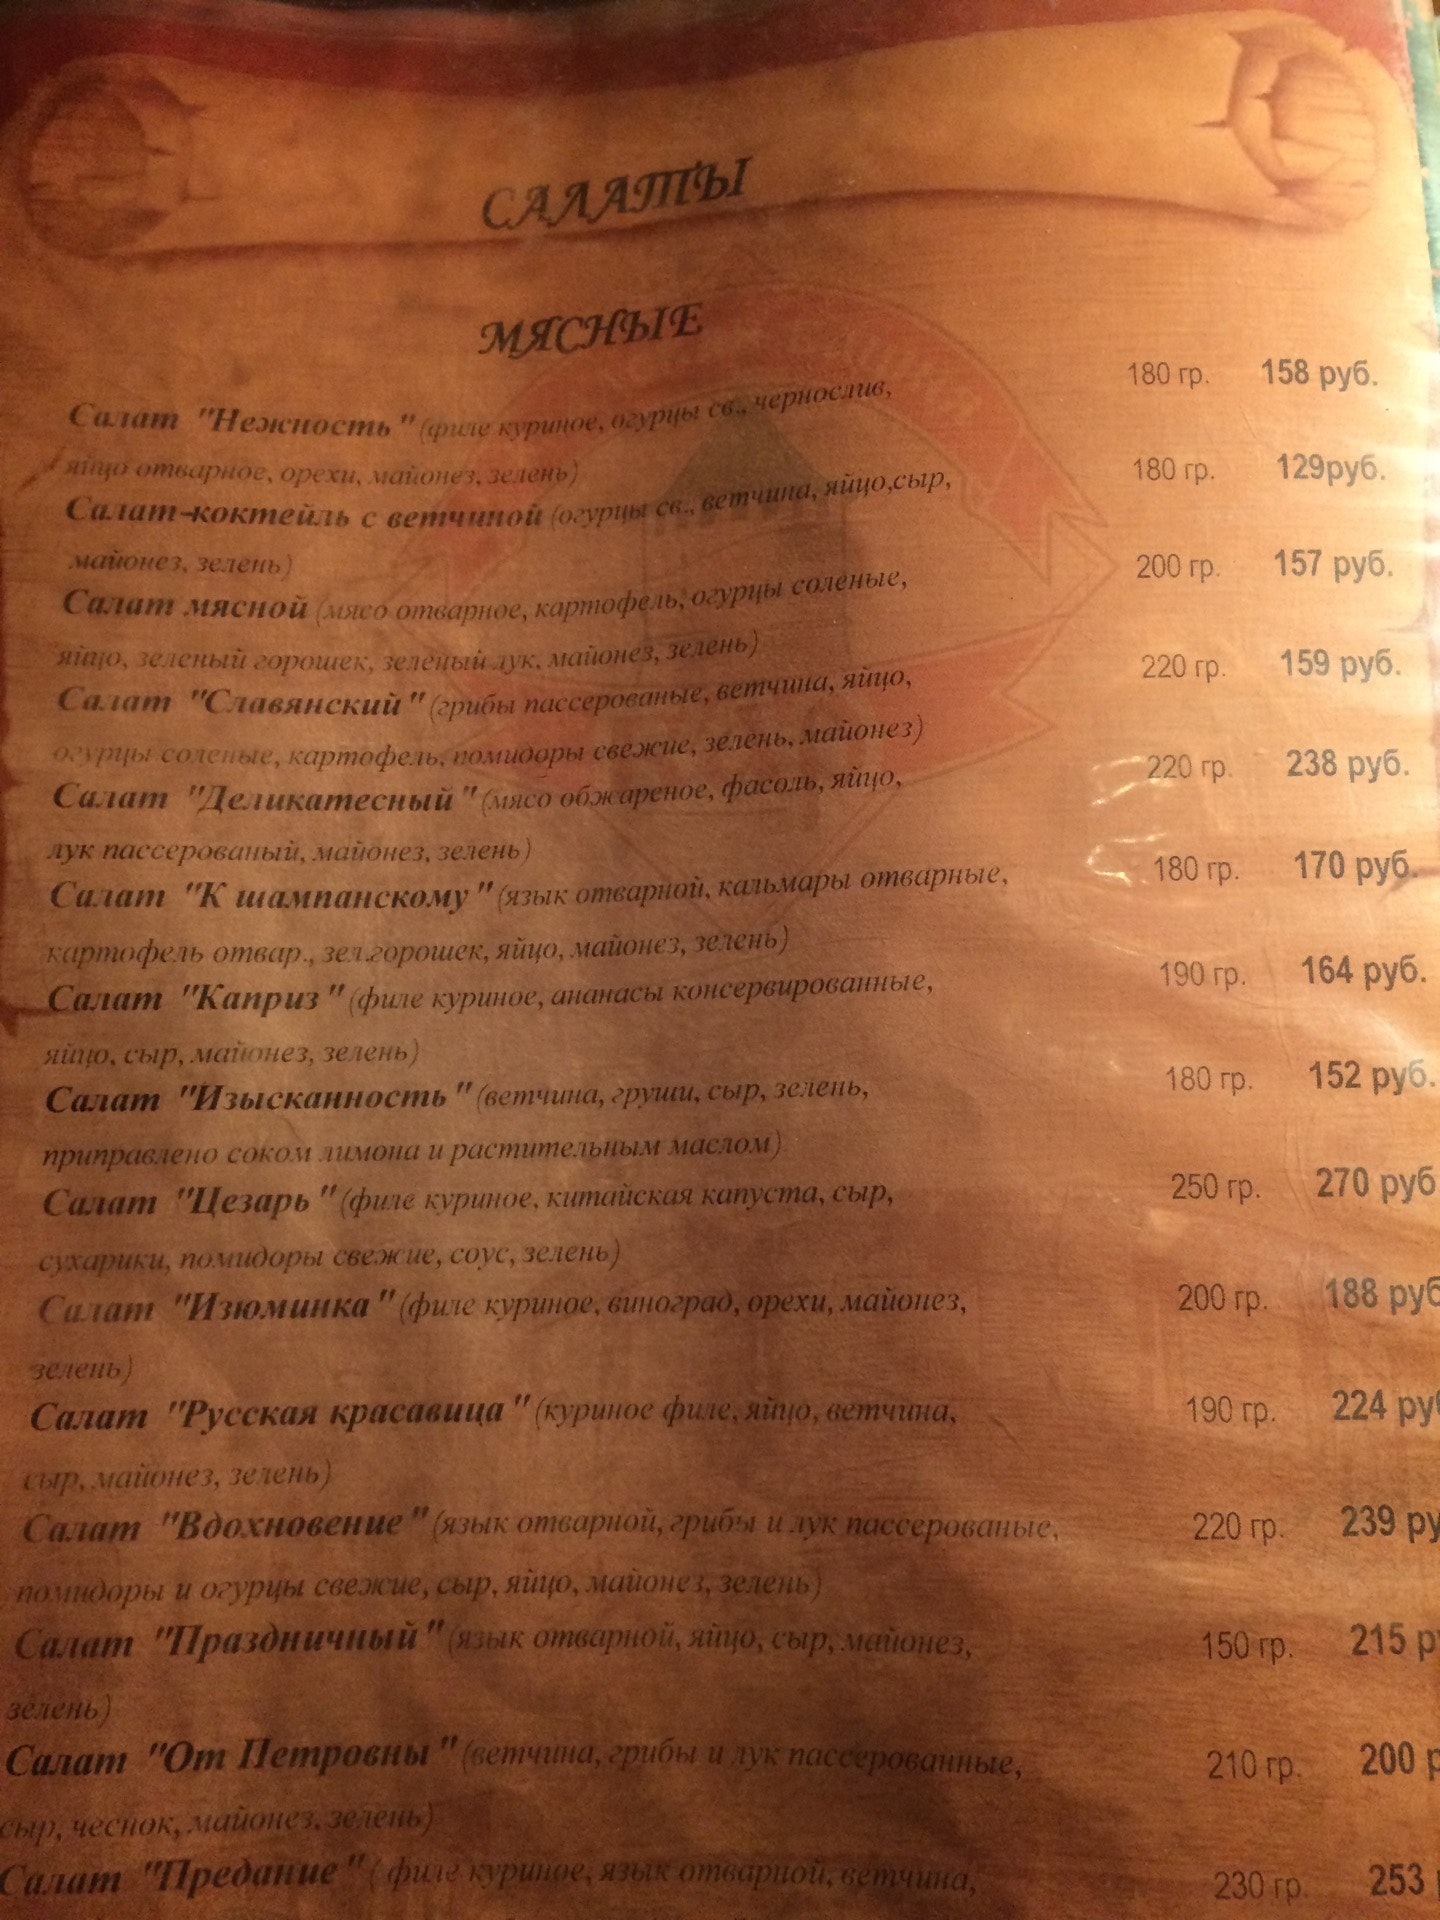 САЛАТЫ
МЯСНЫЕ
Салат "Нежность" (филе куриное, огурцы св., чернослив, 180 гр. 158 руб.
яйцо отварное, орехи, майонез, зелень)
Салат-коктейль с ветчиной (огурцы св., ветчина, яйцо,сыр, 180 гр. 129руб.
майонез, зелень)
Салат мясной (мясо отварное, картофель, огурцы соленые, 200 гр. 157 руб.
яйцо, зеленый горошек, зеленый лук, майонез, зелень)
Салат "Славянский" (грибы пассерованые, ветчина, яйцо, 220 гр. 159 руб.
огурцы соленые, картофель, помидоры свежие, зелень, майонез)
Салат "Деликатесный" (мясо обжареное, фасоль, яйцо, 220 гр. 238 руб.
лук пассерованый, майонез, зелень)
Салат "К шампанскому" (язык отварной, кальмары отварные, 180 гр. 170 руб.
картофель отвар., зел.горошек, яйцо, майонез, зелень)
Салат "Каприз" (филе куриное, ананасы консервированные, 190 гр. 164 руб.
яйцо, сыр, майонез, зелень)
Салат "Изысканность" (ветчина, груши, сыр, зелень, 180 гр. 152 руб.
приправлено соком лимона и растительным маслом)
Салат "Цезарь" (филе куриное, китайская капуста, сыр, 250 гр. 270 руб
сухарики, помидоры свежие, соус, зелень)
Салат "Изюминка" (филе куриное, виноград, орехи, майонез, 200 гр. 188 руб
зелень)
Салат "Русская красавица" (куриное филе, яйцо, ветчина, 190 гр. 224 ру
сыр, майонез, зелень)
Салат "Вдохновение" (язык отварной, грибы и лук пассерованые, 220 гр. 239 ру
помидоры и огурцы свежие, сыр, яйцо, майонез, зелень)
Салат "Праздничный" (язык отварной, яйцо, сыр, майонез, 150 гр. 215 р
зелень)
Салат "От Петровны" (ветчина, грибы и лук пассерованные, 210 гр. 200 р
сыр, чеснок, майонез, зелень)
Салат "Предание" ( филе куриное, язык отварной, ветчина, 230 гр. 253